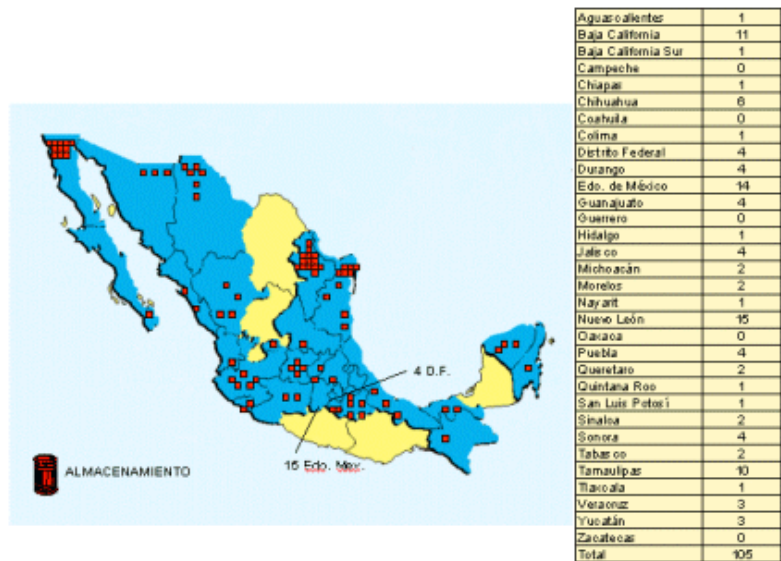 Aguascalientes 1
Baja California 11
Baja California Sur 1
Campeche 0
Chiapas 1
Chihuahua 6
Coahuila 0
Colima 1
Distrito Federal 4
Durango 4
Edo. de México 14
Guanajuato 4
Guerrero 0
Hidalgo 1
Jalisco 4
Michoacán 2
Morelos 2
Nayarit 1
Nuevo León 15
Oaxaca 0
Puebla 4
Queretaro 2
Quintana Roo 1
San Luis Potosí 1
Sinaloa 2
Sonora 4
Tabasco 2
Tamaulipas 10
Tlaxcala 1
Veracruz 3
Yucatán 3
Zacatecas 0
Total 105
4 D.F.
15 Edo. Mex.
ALMACENAMIENTO